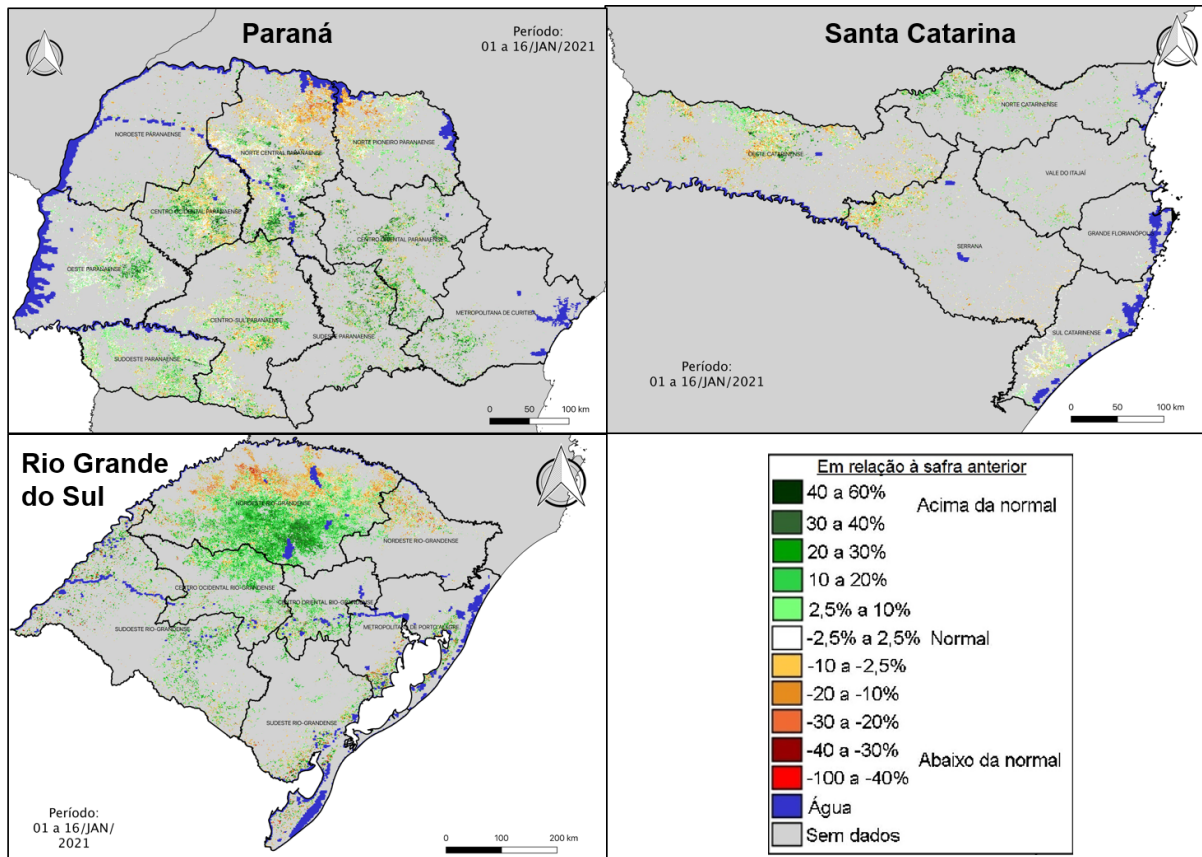 Paraná
Período:
01 a 16/JAN/2021
NOROESTE PARANAENSE
NORTE CENTRAL PARANAENSE
NORTE PIONEIRO PARANAENSE
CENTRO OCIDENTAL PARANAENSE
CENTRO ORIENTAL PARANAENSE
OESTE PARANAENSE
METROPOLITANA DE CURITIBA
CENTRO-SUL PARANAENSE
SUDESTE PARANAENSE
SUDOESTE PARANAENSE
0 50 100 km
Santa Catarina
NORTE CATARINENSE
OESTE CATARINENSE
VALE DO ITAJAÍ
GRANDE FLORIANÓPOLIS
SERRANA
SUL CATARINENSE
Período:
01 a 16/JAN/2021
0 50 100 km
Rio Grande
do Sul
NOROESTE RIO-GRANDENSE
NORDESTE RIO-GRANDENSE
CENTRO OCIDENTAL RIO-GRANDENSE
CENTRO ORIENTAL RIO-GRANDENSE
METROPOLITANA DE PORTO ALEGRE
SUDOESTE RIO-GRANDENSE
SUDESTE RIO-GRANDENSE
Período:
01 a 16/JAN/
2021
0 100 200 km
Em relação à safra anterior
40 a 60%
Acima da normal
30 a 40%
20 a 30%
10 a 20%
2,5% a 10%
-2,5% a 2,5% Normal
-10 a -2,5%
-20 a -10%
-30 a -20%
-40 a -30%
Abaixo da normal
-100 a -40%
Água
Sem dados